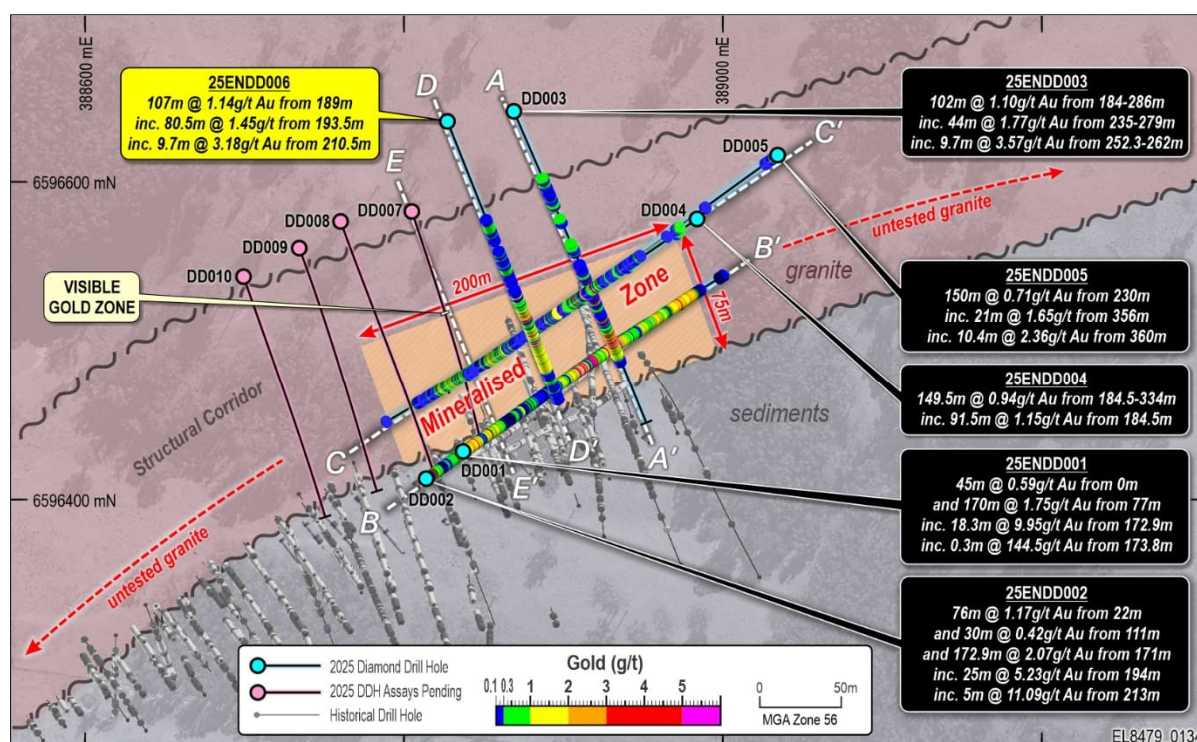 388600 mE
389000 mE
6596600 mN
6596400 mN
25ENDD006
107m @ 1.14g/t Au from 189m
inc. 80.5m @ 1.45g/t from 193.5m
inc. 9.7m @ 3.18g/t from 210.5m
D
A
DD003
25ENDD003
102m @ 1.10g/t Au from 184-286m
inc. 44m @ 1.77g/t from 235-279m
inc. 9.7m @ 3.57g/t from 252.3-262m
E
DD005
C'
DD007
DD008
DD009
DD010
DD004
B'
untested granite
granite
VISIBLE
GOLD ZONE
200m
75m
Mineralised
Zone
25ENDD005
150m @ 0.71g/t Au from 230m
inc. 21m @ 1.65g/t from 356m
inc. 10.4m @ 2.36g/t from 360m
Structural Corridor
sediments
25ENDD004
149.5m @ 0.94g/t Au from 184.5-334m
inc. 91.5m @ 1.15g/t from 184.5m
C
DD001
DD002
D'
A'
E'
B
25ENDD001
45m @ 0.59g/t Au from 0m
and 170m @ 1.75g/t Au from 77m
inc. 18.3m @ 9.95g/t Au from 172.9m
inc. 0.3m @ 144.5g/t Au from 173.8m
untested granite
25ENDD002
76m @ 1.17g/t Au from 22m
and 30m @ 0.42g/t Au from 111m
and 172.9m @ 2.07g/t Au from 171m
inc. 25m @ 5.23g/t Au from 194m
inc. 5m @ 11.09g/t Au from 213m
2025 Diamond Drill Hole
2025 DDH Assays Pending
Historical Drill Hole
Gold (g/t)
0.1 0.3 1 2 3 4 5
0 50m
MGA Zone 56